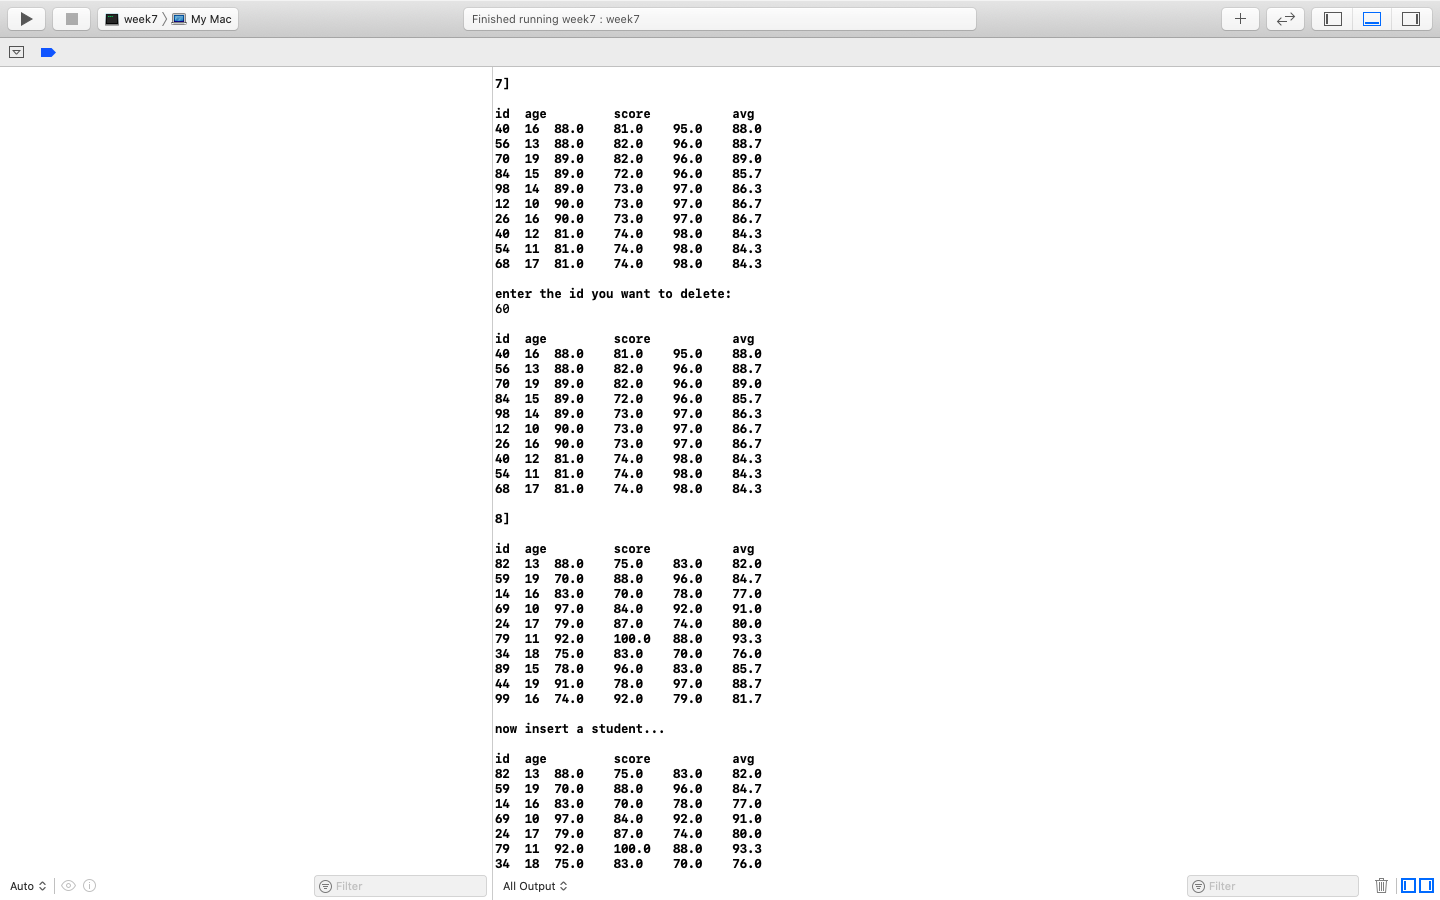 week7 〉 My Mac
Finished running week7 : week7
7]
id age score avg
40 16 88.0 81.0 95.0 88.0
56 13 88.0 82.0 96.0 88.7
70 19 89.0 82.0 96.0 89.0
84 15 89.0 72.0 96.0 85.7
98 14 89.0 73.0 97.0 86.3
12 10 90.0 73.0 97.0 86.7
26 16 90.0 73.0 97.0 86.7
40 12 81.0 74.0 98.0 84.3
54 11 81.0 74.0 98.0 84.3
68 17 81.0 74.0 98.0 84.3
enter the id you want to delete:
60
id age score avg
40 16 88.0 81.0 95.0 88.0
56 13 88.0 82.0 96.0 88.7
70 19 89.0 82.0 96.0 89.0
84 15 89.0 72.0 96.0 85.7
98 14 89.0 73.0 97.0 86.3
12 10 90.0 73.0 97.0 86.7
26 16 90.0 73.0 97.0 86.7
40 12 81.0 74.0 98.0 84.3
54 11 81.0 74.0 98.0 84.3
68 17 81.0 74.0 98.0 84.3
8]
id age score avg
82 13 88.0 75.0 83.0 82.0
59 19 70.0 88.0 96.0 84.7
14 16 83.0 70.0 78.0 77.0
69 10 97.0 84.0 92.0 91.0
24 17 79.0 87.0 74.0 80.0
79 11 92.0 100.0 88.0 93.3
34 18 75.0 83.0 70.0 76.0
89 15 78.0 96.0 83.0 85.7
44 19 91.0 78.0 97.0 88.7
99 16 74.0 92.0 79.0 81.7
now insert a student...
id age score avg
82 13 88.0 75.0 83.0 82.0
59 19 70.0 88.0 96.0 84.7
14 16 83.0 70.0 78.0 77.0
69 10 97.0 84.0 92.0 91.0
24 17 79.0 87.0 74.0 80.0
79 11 92.0 100.0 88.0 93.3
34 18 75.0 83.0 70.0 76.0
Auto Filter All Output Filter